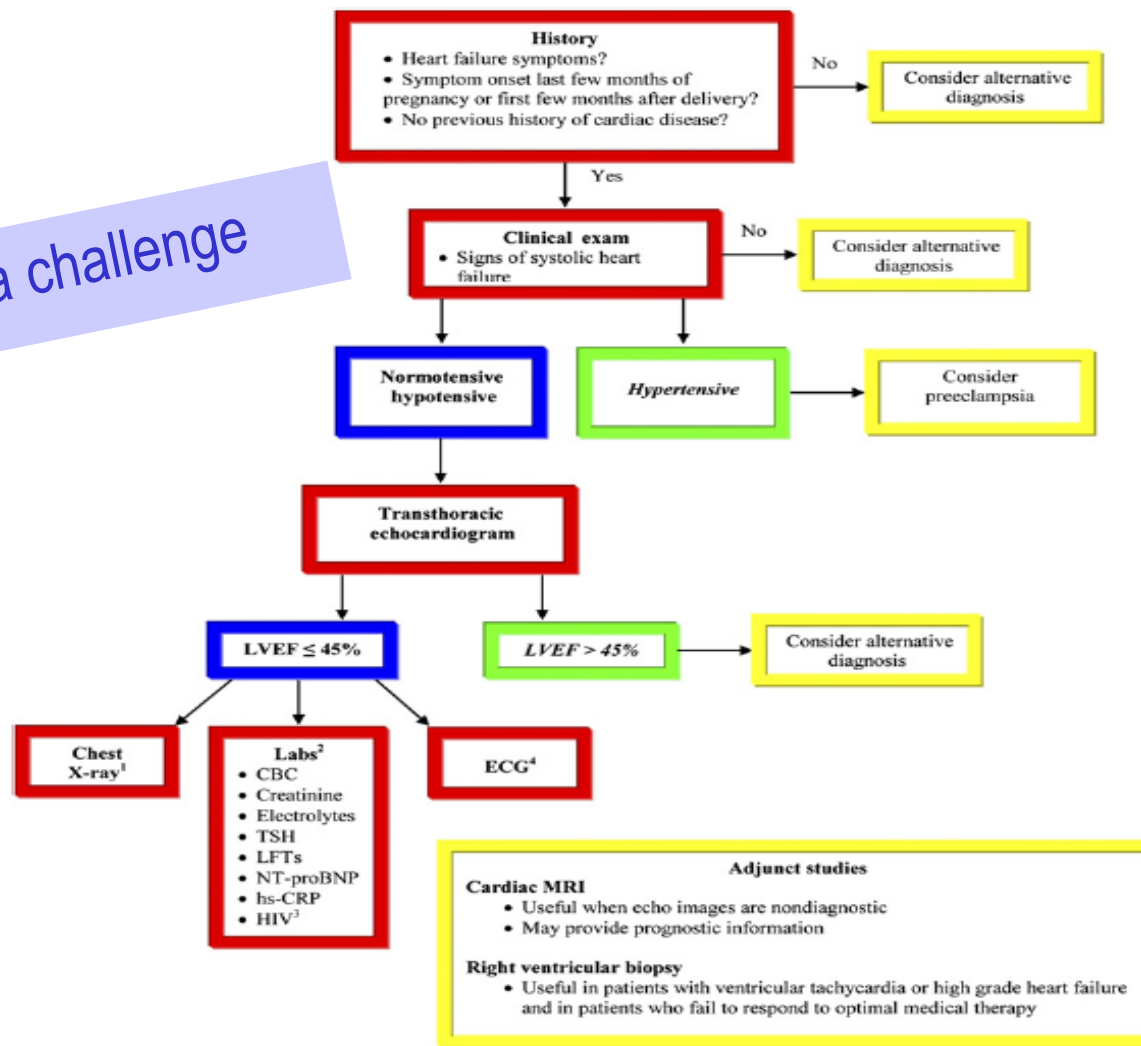 History
• Heart failure symptoms?
• Symptom onset last few months of
pregnancy or first few months after delivery?
• No previous history of cardiac disease?
No
Consider alternative
diagnosis
Yes
a challenge
Clinical exam
• Signs of systolic heart
failure
No
Consider alternative
diagnosis
Normotensive
hypotensive
Hypertensive
Consider
preeclampsia
Transthoracic
echocardiogram
LVEF ≤ 45%
LVEF > 45%
Consider alternative
diagnosis
Chest
X-ray¹
Labs²
• CBC
• Creatinine
• Electrolytes
• TSH
• LFTs
• NT-proBNP
• hs-CRP
• HIV³
ECG⁴
Adjunct studies
Cardiac MRI
• Useful when echo images are nondiagnostic
• May provide prognostic information
Right ventricular biopsy
• Useful in patients with ventricular tachycardia or high grade heart failure
and in patients who fail to respond to optimal medical therapy